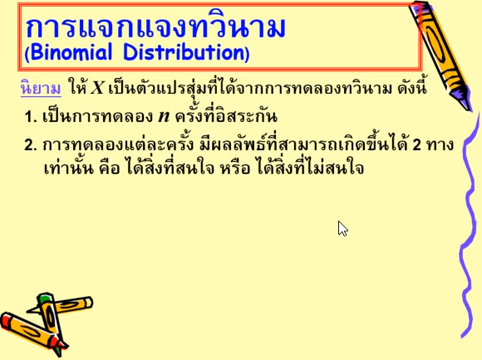 การแจกแจงทวินาม
(Binomial Distribution)
นิยาม ให้ X เป็นตัวแปรสุ่มที่ได้จากการทดลองทวินาม ดังนี้
1. เป็นการทดลอง n ครั้งที่อิสระกัน
2. การทดลองแต่ละครั้ง มีผลลัพธ์ที่สามารถเกิดขึ้นได้ 2 ทาง
เท่านั้น คือ ได้สิ่งที่สนใจ หรือ ได้สิ่งที่ไม่สนใจ